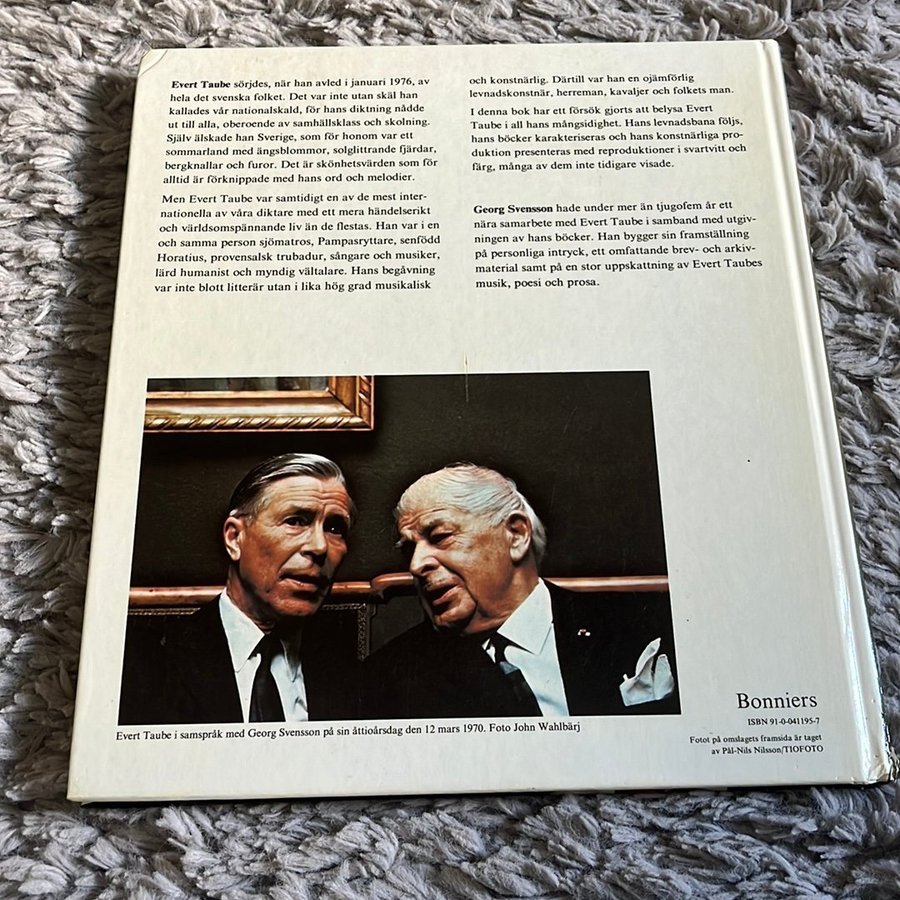 Evert Taube sörjdes, när han avled i januari 1976, av
hela det svenska folket. Det var inte utan skäl han
kallades vår nationalskald, för hans diktning nådde
ut till alla, oberoende av samhällsklass och skolning.
Själv älskade han Sverige, som för honom var ett
sommarland med ängsblommor, solglittrande fjärdar,
bergknallar och furor. Det är skönhetsvärden som för
alltid är förknippade med hans ord och melodier.
Men Evert Taube var samtidigt en av de mest inter-
nationella av våra diktare med ett mera händelserikt
och världsomspännande liv än de flestas. Han var i en
och samma person sjömatros, Pampasryttare, senfödd
Horatius, provensalsk trubadur, sångare och musiker,
lärd humanist och myndig vältalare. Hans begåvning
var inte blott litterär utan i lika hög grad musikalisk
och konstnärlig. Därtill var han en ojämförlig
levnadskonstnär, herreman, kavaljer och folkets man.
I denna bok har ett försök gjorts att belysa Evert
Taube i all hans mångsidighet. Hans levnadsbana följs,
hans böcker karakteriseras och hans konstnärliga pro-
duktion presenteras med reproduktioner i svartvitt och
färg, många av dem inte tidigare visade.
Georg Svensson hade under mer än tjugofem år ett
nära samarbete med Evert Taube i samband med utgiv-
ningen av hans böcker. Han bygger sin framställning
på personliga intryck, ett omfattande brev- och arkiv-
material samt på en stor uppskattning av Evert Taubes
musik, poesi och prosa.
Evert Taube i samspråk med Georg Svensson på sin åttioårsdag den 12 mars 1970. Foto John Wahlbärj
Bonniers
ISBN 91-0-041195-7
Fotot på omslagets framsida är taget
av Pål-Nils Nilsson/TIOFOTO